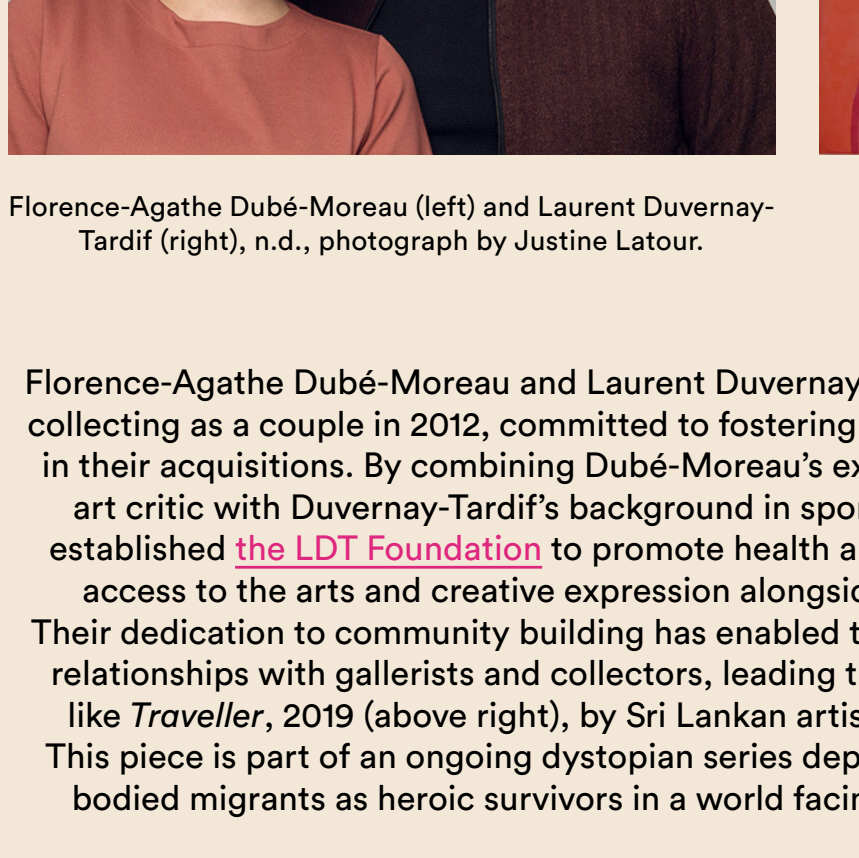 Florence-Agathe Dubé-Moreau (left) and Laurent Duvernay-
Tardif (right), n.d., photograph by Justine Latour.
Florence-Agathe Dubé-Moreau and Laurent Duvernay
collecting as a couple in 2012, committed to fostering
in their acquisitions. By combining Dubé-Moreau’s
art critic with Duvernay-Tardif’s background in
established the LDT Foundation to promote health
access to the arts and creative expression
Their dedication to community building has enabled
relationships with gallerists and collectors, leading
like Traveller, 2019 (above right), by Sri Lankan
This piece is part of an ongoing dystopian series
bodied migrants as heroic survivors in a world